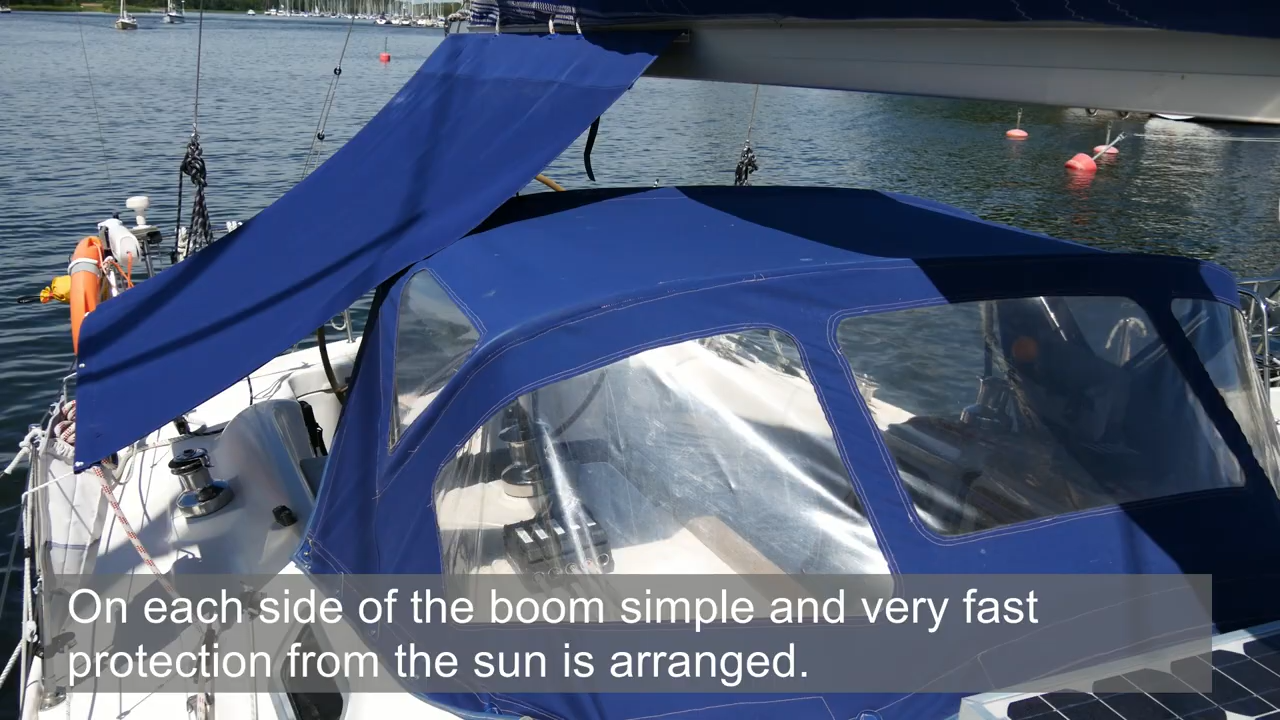 On each side of the boom simple and very fast
protection from the sun is arranged.